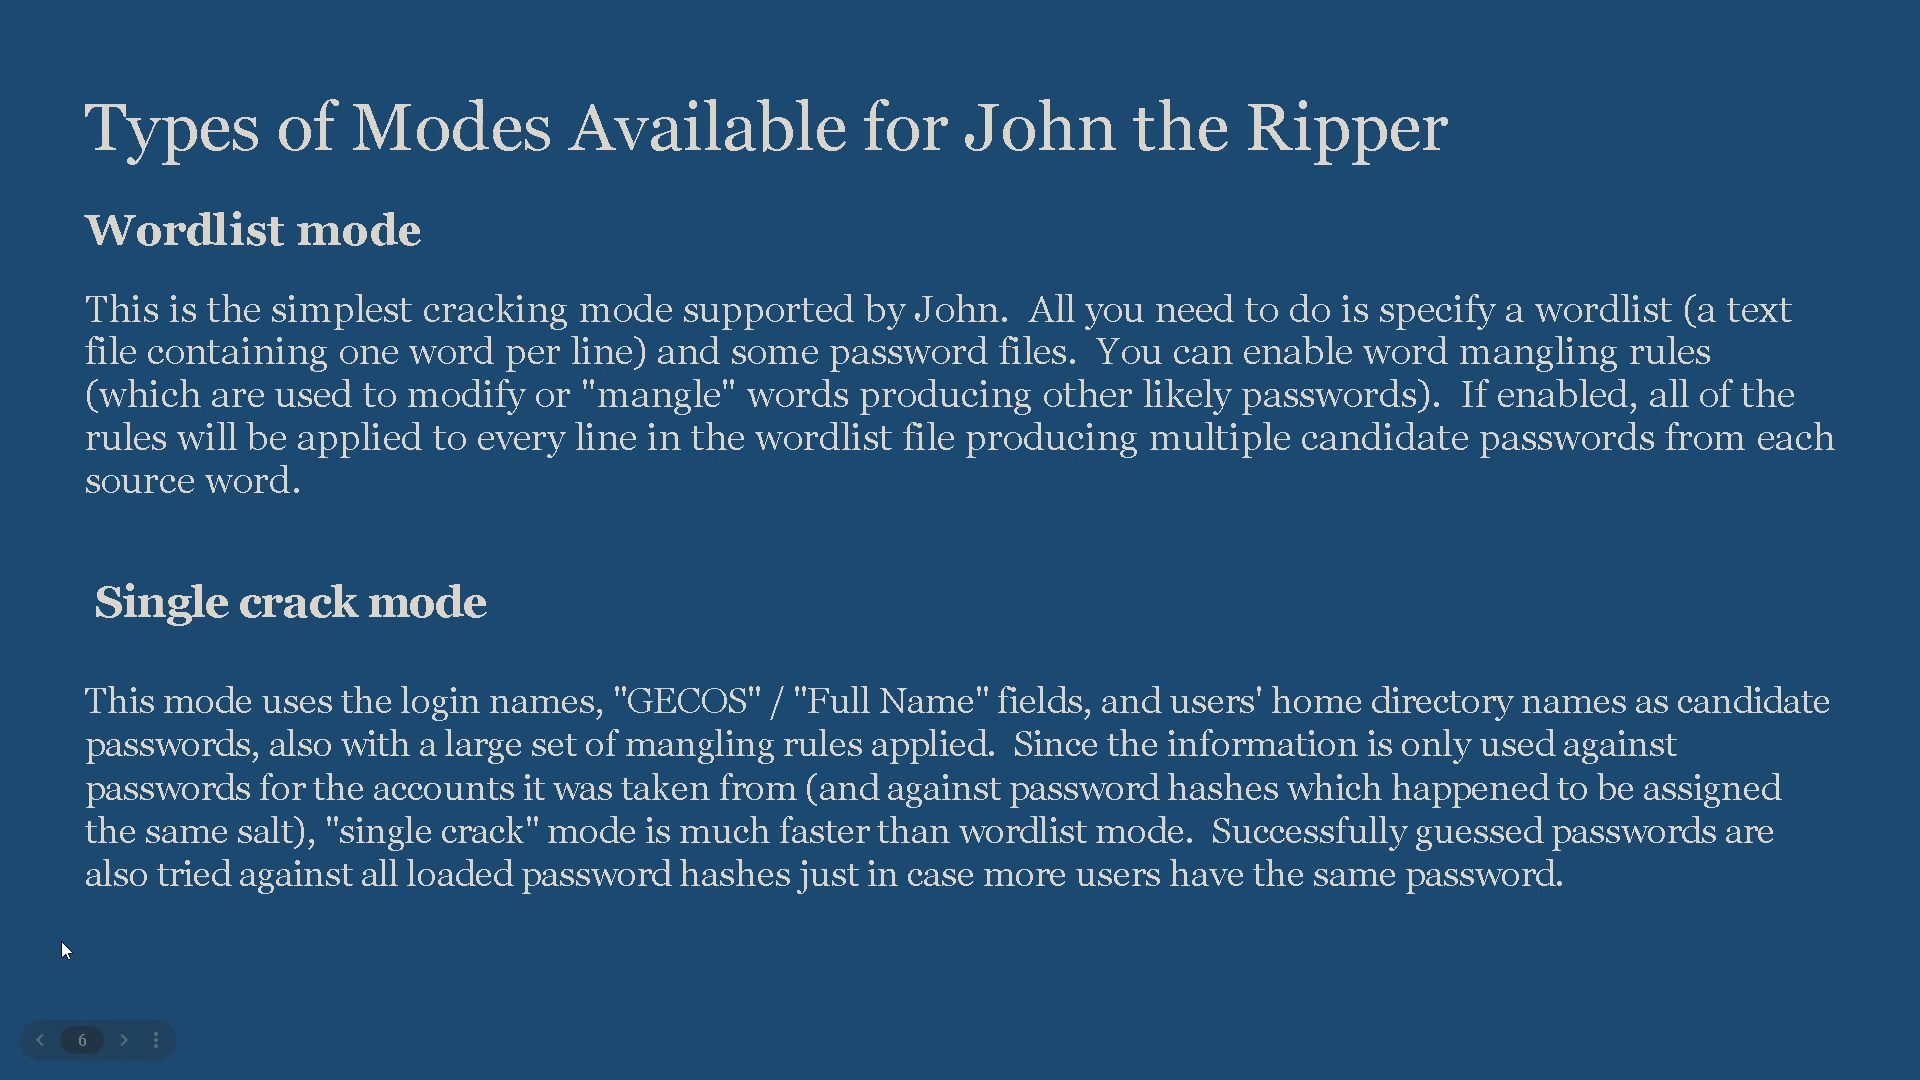 Types of Modes Available for John the Ripper
Wordlist mode
This is the simplest cracking mode supported by John.  All you need to do is specify a wordlist (a text
file containing one word per line) and some password files.  You can enable word mangling rules
(which are used to modify or "mangle" words producing other likely passwords).  If enabled, all of the
rules will be applied to every line in the wordlist file producing multiple candidate passwords from each
source word.
Single crack mode
This mode uses the login names, "GECOS" / "Full Name" fields, and users' home directory names as candidate
passwords, also with a large set of mangling rules applied.  Since the information is only used against
passwords for the accounts it was taken from (and against password hashes which happened to be assigned
the same salt), "single crack" mode is much faster than wordlist mode.  Successfully guessed passwords are
also tried against all loaded password hashes just in case more users have the same password.
6